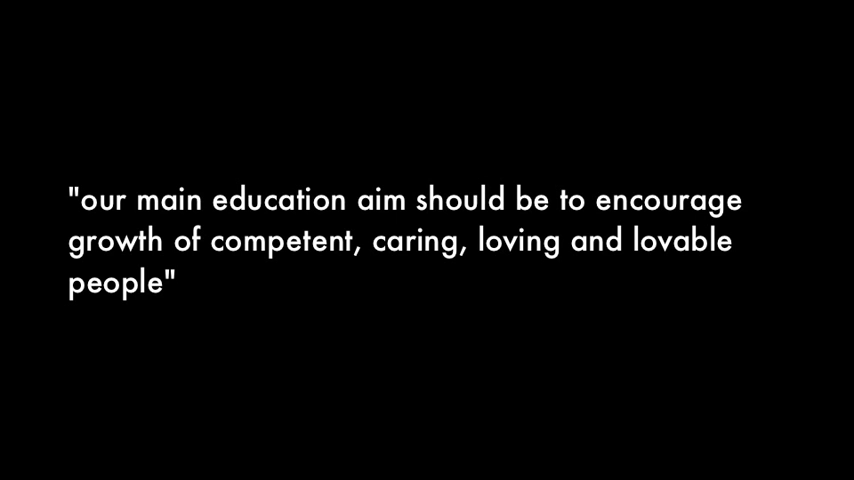 "our main education aim should be to encourage
growth of competent, caring, loving and lovable
people"